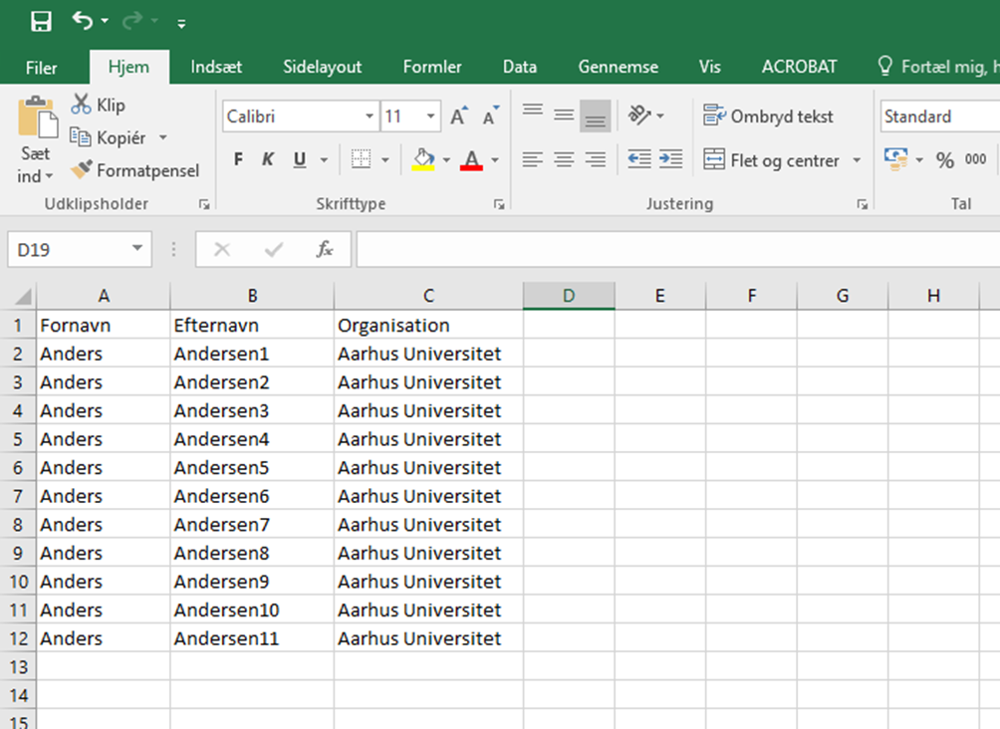 Filer Hjem Indsæt Sidelayout Formler Data Gennemse Vis ACROBAT Fortæl mig, h
Klip
Kopiér
Sæt ind
Formatpensel
Udklipsholder
Calibri 11 A A
F K U A
Skrifttype
Ombryd tekst
Flet og centrer
Justering
Standard
% 000
Tal
D19 fx
A B C D E F G H
1 Fornavn Efternavn Organisation
2 Anders Andersen1 Aarhus Universitet
3 Anders Andersen2 Aarhus Universitet
4 Anders Andersen3 Aarhus Universitet
5 Anders Andersen4 Aarhus Universitet
6 Anders Andersen5 Aarhus Universitet
7 Anders Andersen6 Aarhus Universitet
8 Anders Andersen7 Aarhus Universitet
9 Anders Andersen8 Aarhus Universitet
10 Anders Andersen9 Aarhus Universitet
11 Anders Andersen10 Aarhus Universitet
12 Anders Andersen11 Aarhus Universitet
13
14
15